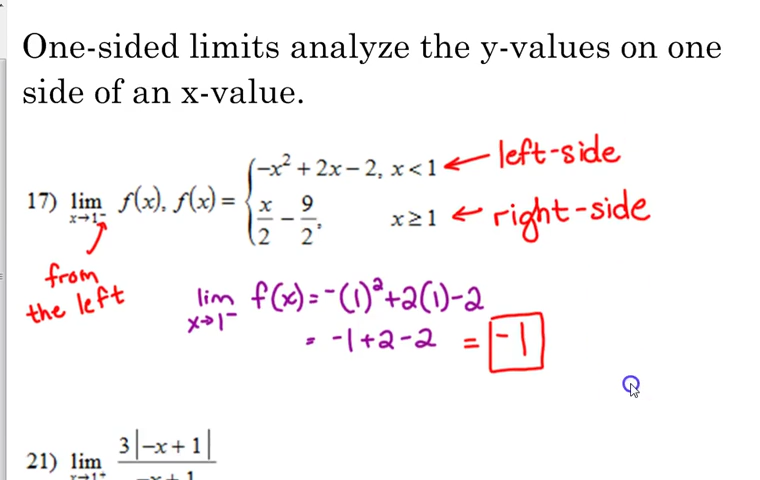 One-sided limits analyze the y-values on one
side of an x-value.
17) lim x→1⁻ f(x), f(x) = { −x² + 2x − 2, x < 1
x/2 − 9/2, x ≥ 1
← left-side
← right-side
from
the left
lim x→1⁻ f(x) = -(1)² + 2(1) - 2
= -1 + 2 - 2 = -1
21) lim x→1⁺ 3|−x + 1| / −x + 1